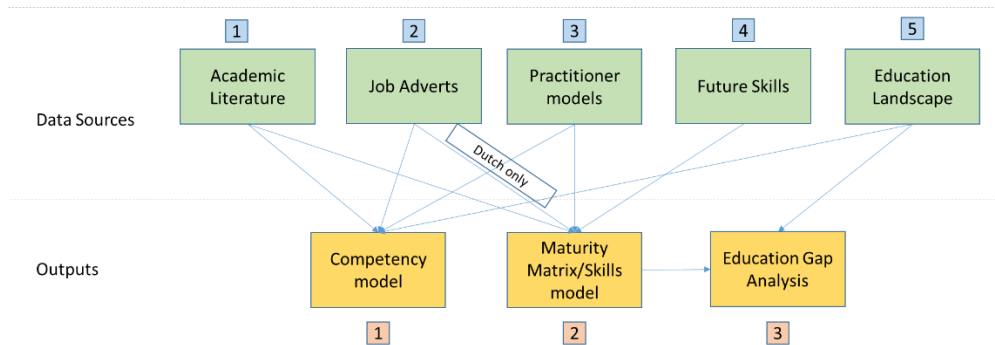 1
2
3
4
5
Academic
Literature
Job Adverts
Practitioner
models
Future Skills
Education
Landscape
Data Sources
Dutch only
Outputs
Competency
model
Maturity
Matrix/Skills
model
Education Gap
Analysis
1
2
3